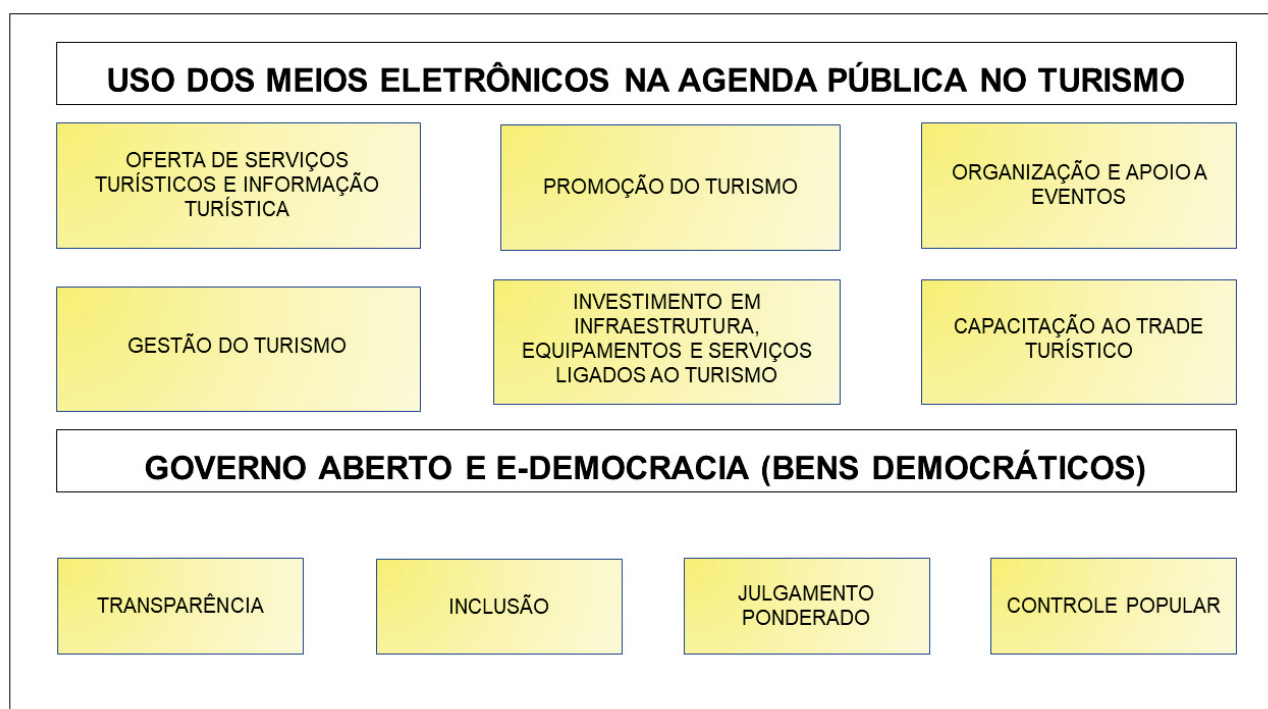 USO DOS MEIOS ELETRÔNICOS NA AGENDA PÚBLICA NO TURISMO
OFERTA DE SERVIÇOS
TURÍSTICOS E INFORMAÇÃO
TURÍSTICA
PROMOÇÃO DO TURISMO
ORGANIZAÇÃO E APOIO A
EVENTOS
GESTÃO DO TURISMO
INVESTIMENTO EM
INFRAESTRUTURA,
EQUIPAMENTOS E SERVIÇOS
LIGADOS AO TURISMO
CAPACITAÇÃO AO TRADE
TURÍSTICO
GOVERNO ABERTO E E-DEMOCRACIA (BENS DEMOCRÁTICOS)
TRANSPARÊNCIA
INCLUSÃO
JULGAMENTO
PONDERADO
CONTROLE POPULAR